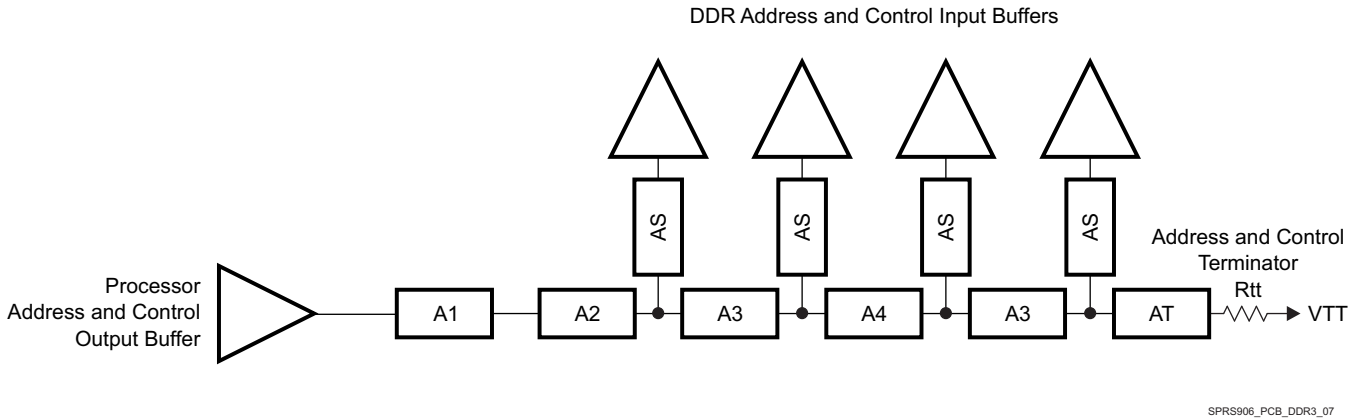 DDR Address and Control Input Buffers
AS
AS
AS
AS
Address and Control
Terminator
Rtt
Processor
Address and Control
Output Buffer
A1
A2
A3
A4
A3
AT
VTT
SPRS906_PCB_DDR3_07